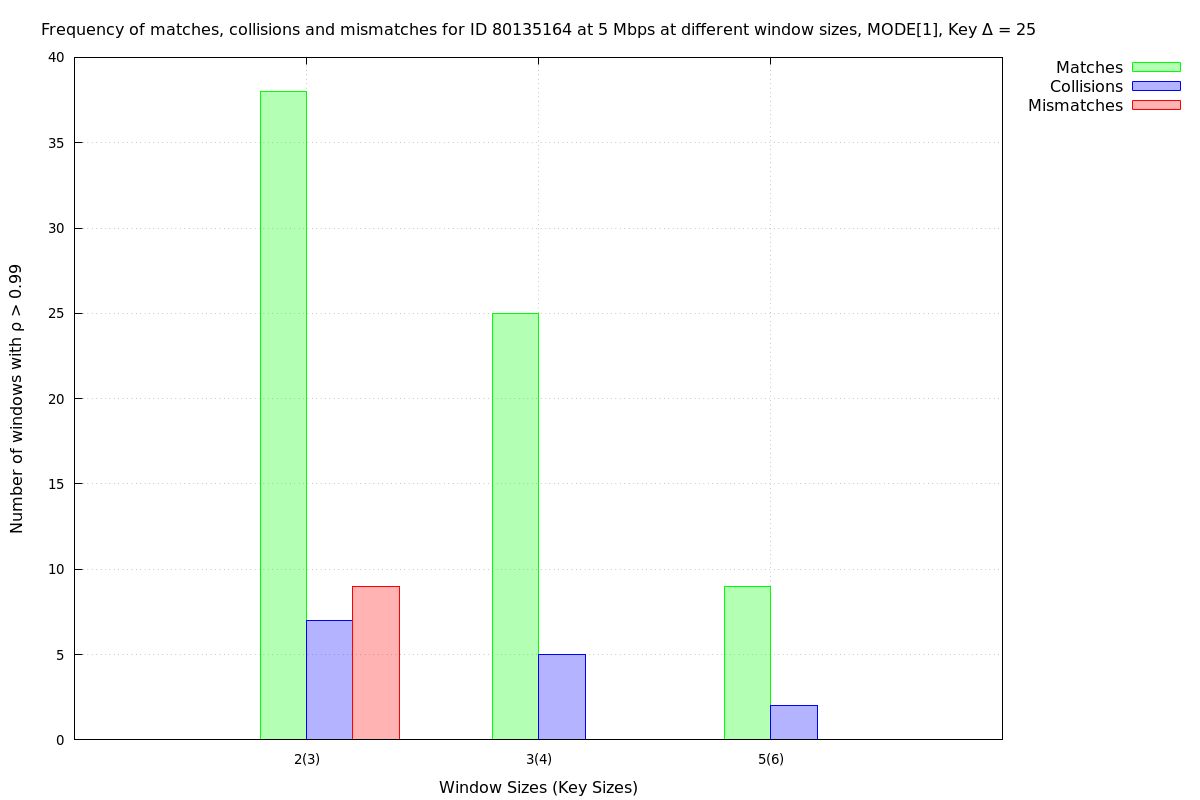 Frequency of matches, collisions and mismatches for ID 80135164 at 5 Mbps at different window sizes, MODE[1], Key Δ = 25
Matches
Collisions
Mismatches
Number of windows with ρ > 0.99
40
35
30
25
20
15
10
5
0
2(3) 3(4) 5(6)
Window Sizes (Key Sizes)